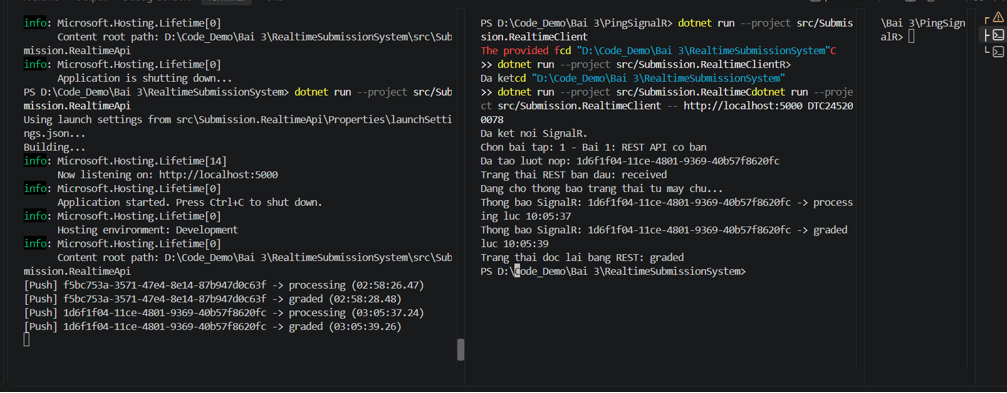 info: Microsoft.Hosting.Lifetime[0]
Content root path: D:\Code_Demo\Bai 3\RealtimeSubmissionSystem\src\Sub
mission.RealtimeApi
info: Microsoft.Hosting.Lifetime[0]
Application is shutting down...
PS D:\Code_Demo\Bai 3\RealtimeSubmissionSystem> dotnet run --project src/Sub
mission.RealtimeApi
Using launch settings from src\Submission.RealtimeApi\Properties\launchSetti
ngs.json...
Building...
info: Microsoft.Hosting.Lifetime[14]
Now listening on: http://localhost:5000
info: Microsoft.Hosting.Lifetime[0]
Application started. Press Ctrl+C to shut down.
info: Microsoft.Hosting.Lifetime[0]
Hosting environment: Development
info: Microsoft.Hosting.Lifetime[0]
Content root path: D:\Code_Demo\Bai 3\RealtimeSubmissionSystem\src\Sub
mission.RealtimeApi
[Push] f5bc753a-3571-47e4-8e14-87b947d0c63f -> processing (02:58:26.47)
[Push] f5bc753a-3571-47e4-8e14-87b947d0c63f -> graded (02:58:28.48)
[Push] 1d6f1f04-11ce-4801-9369-40b57f8620fc -> processing (03:05:37.24)
[Push] 1d6f1f04-11ce-4801-9369-40b57f8620fc -> graded (03:05:39.26)
PS D:\Code_Demo\Bai 3\PingSignalR> dotnet run --project src/Submis
sion.RealtimeClient
The provided fcd "D:\Code_Demo\Bai 3\RealtimeSubmissionSystem"C
>> dotnet run --project src/Submission.RealtimeClientR>
Da ketcd "D:\Code_Demo\Bai 3\RealtimeSubmissionSystem"
>> dotnet run --project src/Submission.RealtimeCdotnet run --proje
ct src/Submission.RealtimeClient -- http://localhost:5000 DTC24520
0078
Da ket noi SignalR.
Chon bai tap: 1 - Bai 1: REST API co ban
Da tao luot nop: 1d6f1f04-11ce-4801-9369-40b57f8620fc
Trang thai REST ban dau: received
Dang cho thong bao trang thai tu may chu...
Thong bao SignalR: 1d6f1f04-11ce-4801-9369-40b57f8620fc -> process
ing luc 10:05:37
Thong bao SignalR: 1d6f1f04-11ce-4801-9369-40b57f8620fc -> graded
luc 10:05:39
Trang thai doc lai bang REST: graded
PS D:\Code_Demo\Bai 3\RealtimeSubmissionSystem>
\Bai 3\PingSign
alR>